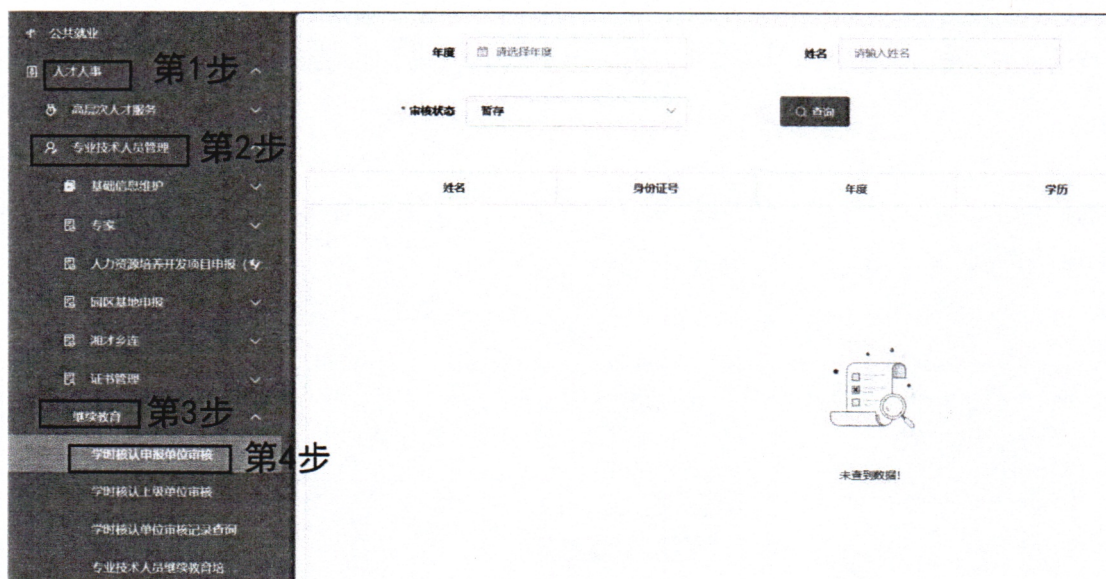 公共就业
人才人事 第1步
高层次人才服务
专业技术人员管理 第2步
基础信息维护
专家
人力资源培养开发项目申报（
园区基地申报
湘才乡连
证书管理
继续教育 第3步
学时核认申报单位审核 第4步
学时核认上级单位审核
学时核认单位审核记录查询
专业技术人员继续教育培
年度 请选择年度 姓名 请输入姓名
*审核状态 暂存 查询
姓名 身份证号 年度 学历
未查到数据!